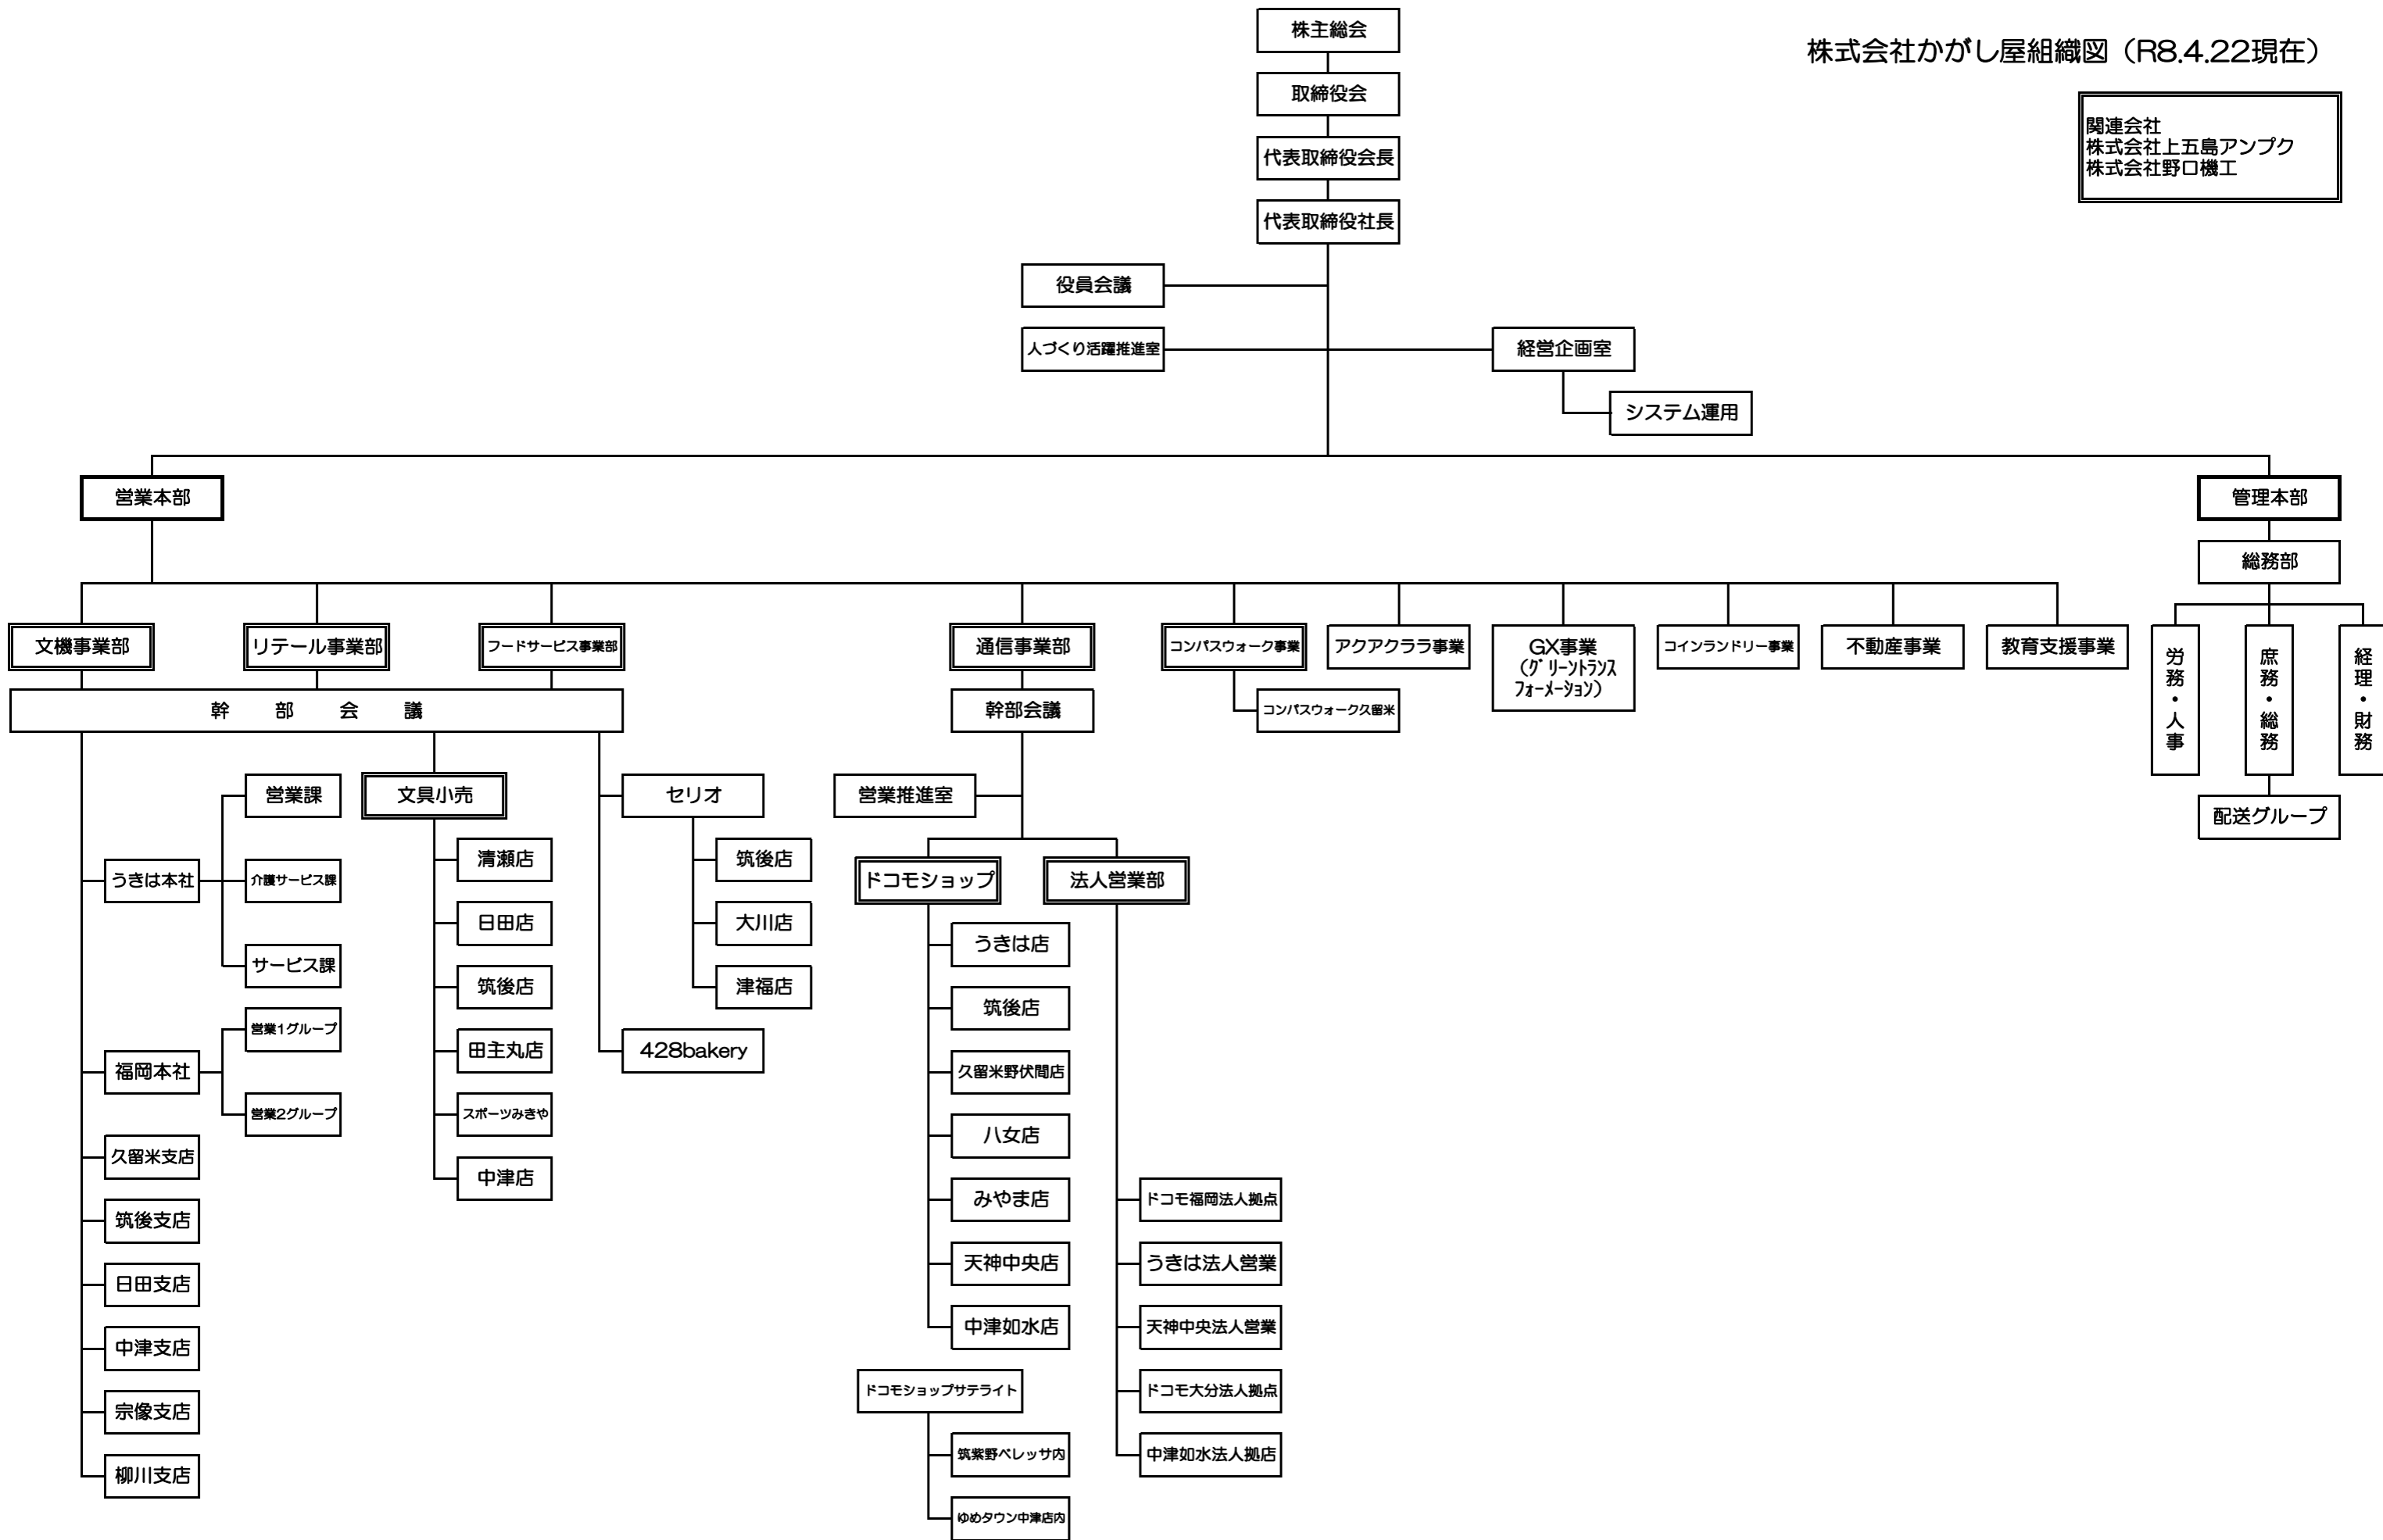 株主総会
株式会社かがし屋組織図（R8.4.22現在）
取締役会
関連会社
株式会社上五島アンプク
株式会社野口機工
代表取締役会長
代表取締役社長
役員会議
人づくり活躍推進室
経営企画室
システム運用
営業本部
管理本部
総務部
文機事業部
リテール事業部
フードサービス事業部
通信事業部
コンパスウォーク事業
アクアクララ事業
GX事業
（ｸﾞﾘｰﾝﾄﾗﾝｽ
ﾌｫｰﾒｰｼｮﾝ）
コインランドリー事業
不動産事業
教育支援事業
労務・人事
庶務・総務
経理・財務
幹　部　会　議
幹部会議
コンパスウォーク久留米
配送グループ
うきは本社
営業課
介護サービス課
サービス課
福岡本社
営業1グループ
営業2グループ
久留米支店
筑後支店
日田支店
中津支店
宗像支店
柳川支店
文具小売
清瀬店
日田店
筑後店
田主丸店
スポーツみきや
中津店
セリオ
筑後店
大川店
津福店
428bakery
営業推進室
ドコモショップ
うきは店
筑後店
久留米野伏間店
八女店
みやま店
天神中央店
中津如水店
ドコモショップサテライト
筑紫野ベレッサ内
ゆめタウン中津店内
法人営業部
ドコモ福岡法人拠点
うきは法人営業
天神中央法人営業
ドコモ大分法人拠点
中津如水法人拠店